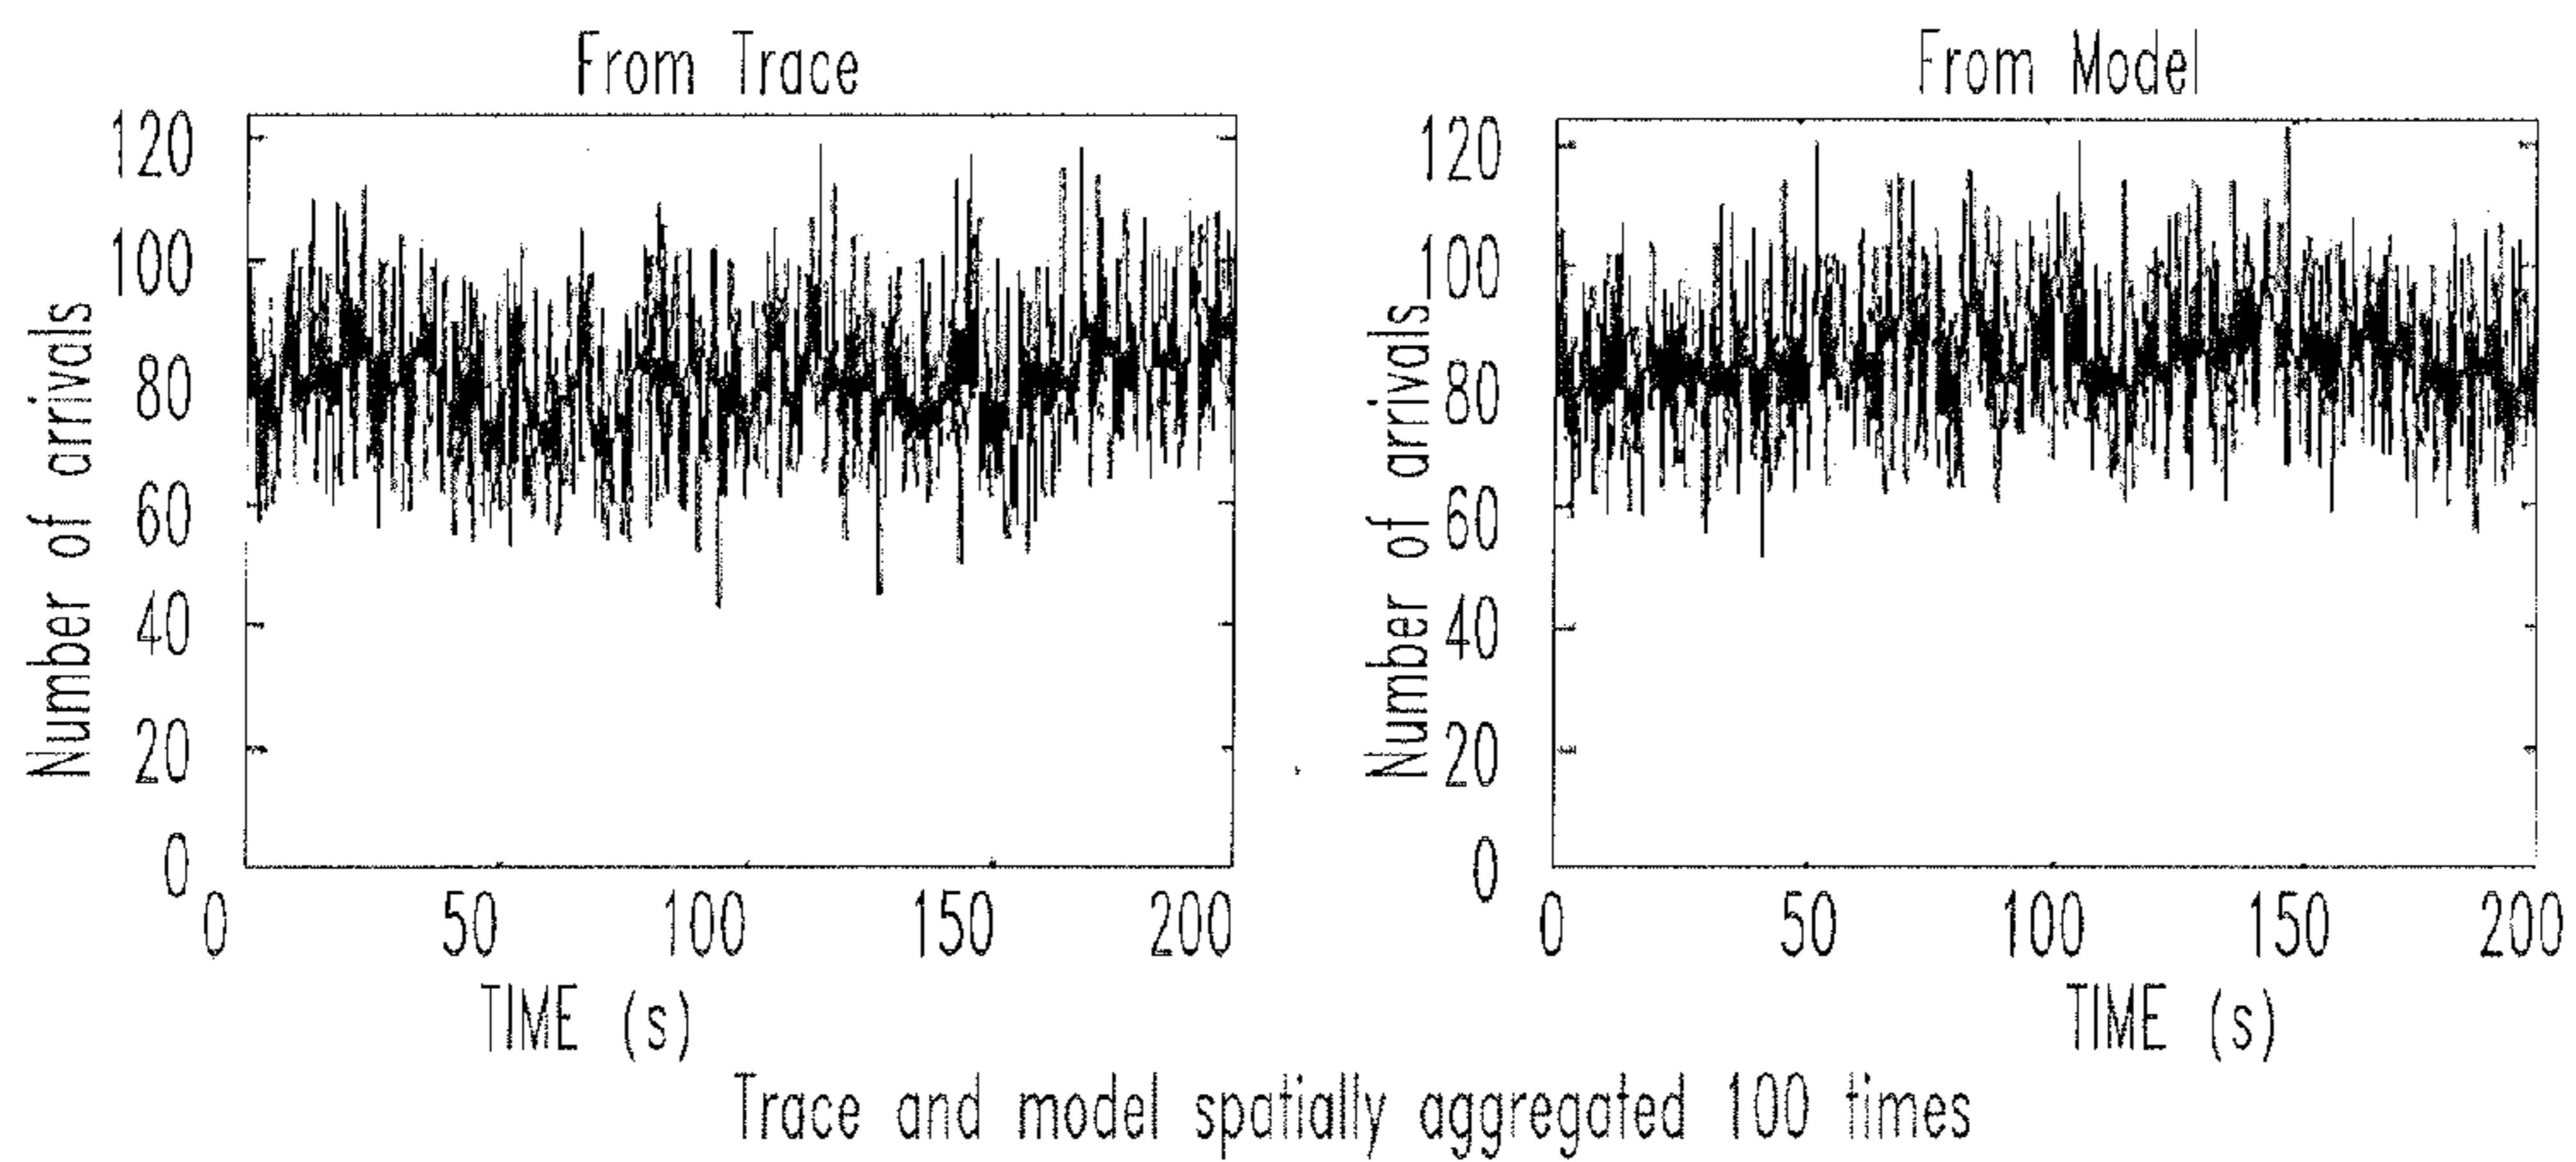 From Trace
Number of arrivals
120
100
80
60
40
20
0
0 50 100 150 200
TIME (s)
From Model
Number of arrivals
120
100
80
60
40
20
0
0 50 100 150 200
TIME (s)
Trace and model spatially aggregated 100 times